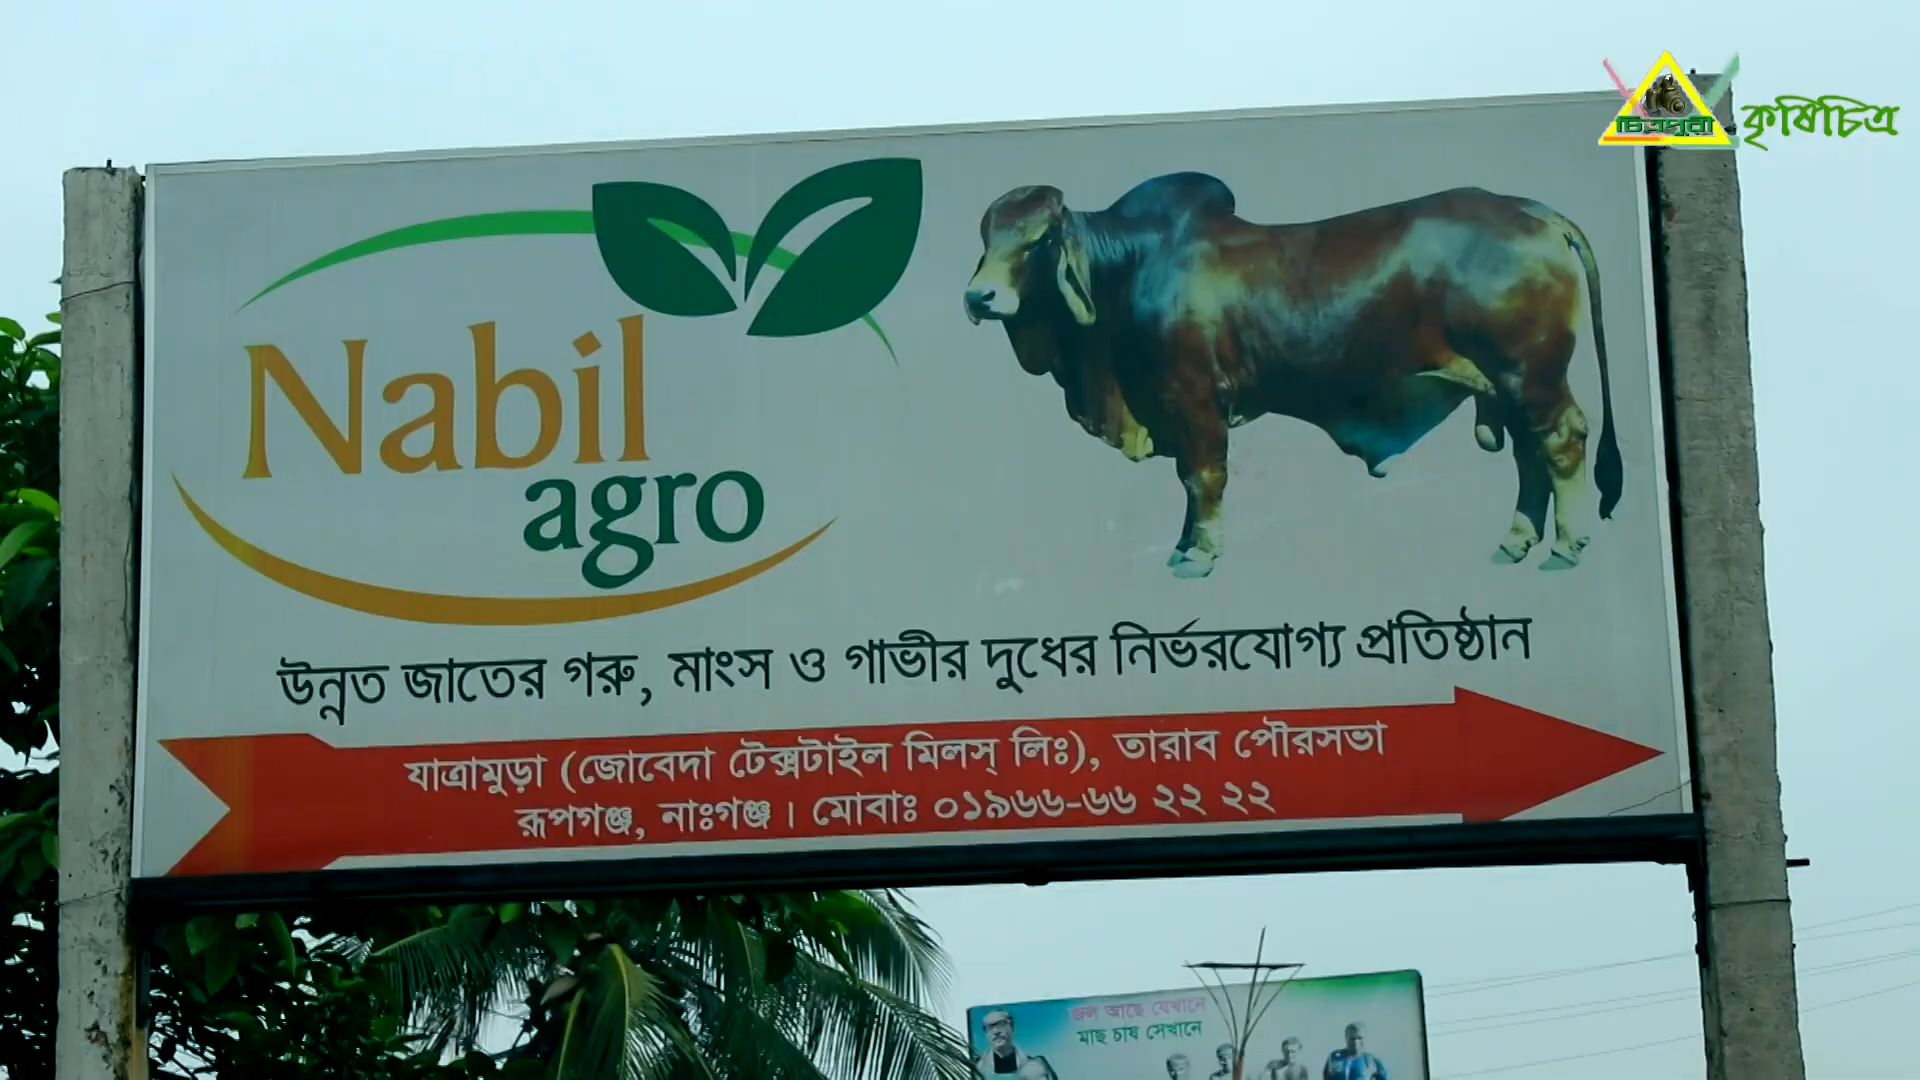 চিত্রপুরী
কৃষিচিত্র
Nabil
agro
উন্নত জাতের গরু, মাংস ও গাভীর দুধের নির্ভরযোগ্য প্রতিষ্ঠান
যাত্রামুড়া (জোবেদা টেক্সটাইল মিলস্ লিঃ), তারাব পৌরসভা
রূপগঞ্জ, নাঃগঞ্জ। মোবাঃ ০১৯৬৬-৬৬ ২২ ২২
জল আছে যেখানে
মাছ চাষ সেখানে